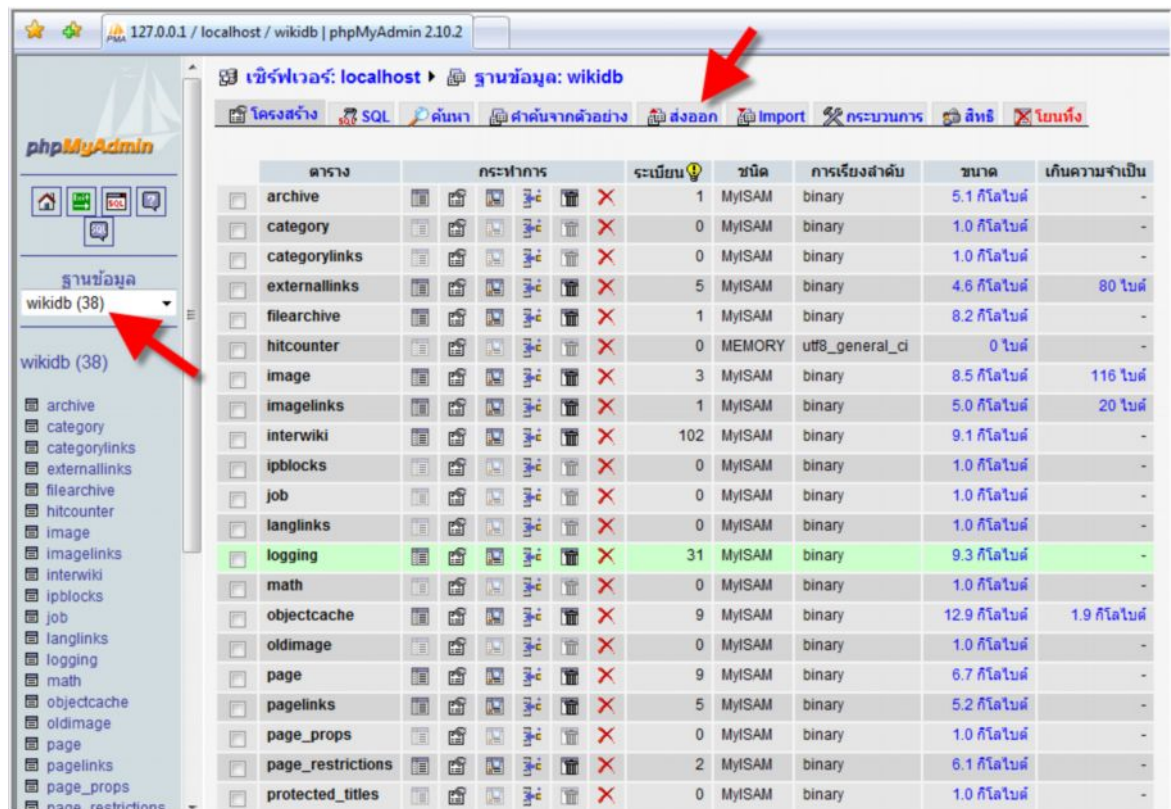 127.0.0.1 / localhost / wikidb | phpMyAdmin 2.10.2
phpMyAdmin
ฐานข้อมูล
wikidb (38)
wikidb (38)
archive
category
categorylinks
externallinks
filearchive
hitcounter
image
imagelinks
interwiki
ipblocks
job
langlinks
logging
math
objectcache
oldimage
page
pagelinks
page_props
page_restrictions
เซิร์ฟเวอร์: localhost ฐานข้อมูล: wikidb
โครงสร้าง SQL ค้นหา คำค้นจากตัวอย่าง ส่งออก Import กระบวนการ สิทธิ โยนทิ้ง
ตาราง กระทำการ ระเบียน ชนิด การเรียงลำดับ ขนาด เกินความจำเป็น
archive 1 MyISAM binary 5.1 กิโลไบต์ -
category 0 MyISAM binary 1.0 กิโลไบต์ -
categorylinks 0 MyISAM binary 1.0 กิโลไบต์ -
externallinks 5 MyISAM binary 4.6 กิโลไบต์ 80 ไบต์
filearchive 1 MyISAM binary 8.2 กิโลไบต์ -
hitcounter 0 MEMORY utf8_general_ci 0 ไบต์ -
image 3 MyISAM binary 8.5 กิโลไบต์ 116 ไบต์
imagelinks 1 MyISAM binary 5.0 กิโลไบต์ 20 ไบต์
interwiki 102 MyISAM binary 9.1 กิโลไบต์ -
ipblocks 0 MyISAM binary 1.0 กิโลไบต์ -
job 0 MyISAM binary 1.0 กิโลไบต์ -
langlinks 0 MyISAM binary 1.0 กิโลไบต์ -
logging 31 MyISAM binary 9.3 กิโลไบต์ -
math 0 MyISAM binary 1.0 กิโลไบต์ -
objectcache 9 MyISAM binary 12.9 กิโลไบต์ 1.9 กิโลไบต์
oldimage 0 MyISAM binary 1.0 กิโลไบต์ -
page 9 MyISAM binary 6.7 กิโลไบต์ -
pagelinks 5 MyISAM binary 5.2 กิโลไบต์ -
page_props 0 MyISAM binary 1.0 กิโลไบต์ -
page_restrictions 2 MyISAM binary 6.1 กิโลไบต์ -
protected_titles 0 MyISAM binary 1.0 กิโลไบต์ -